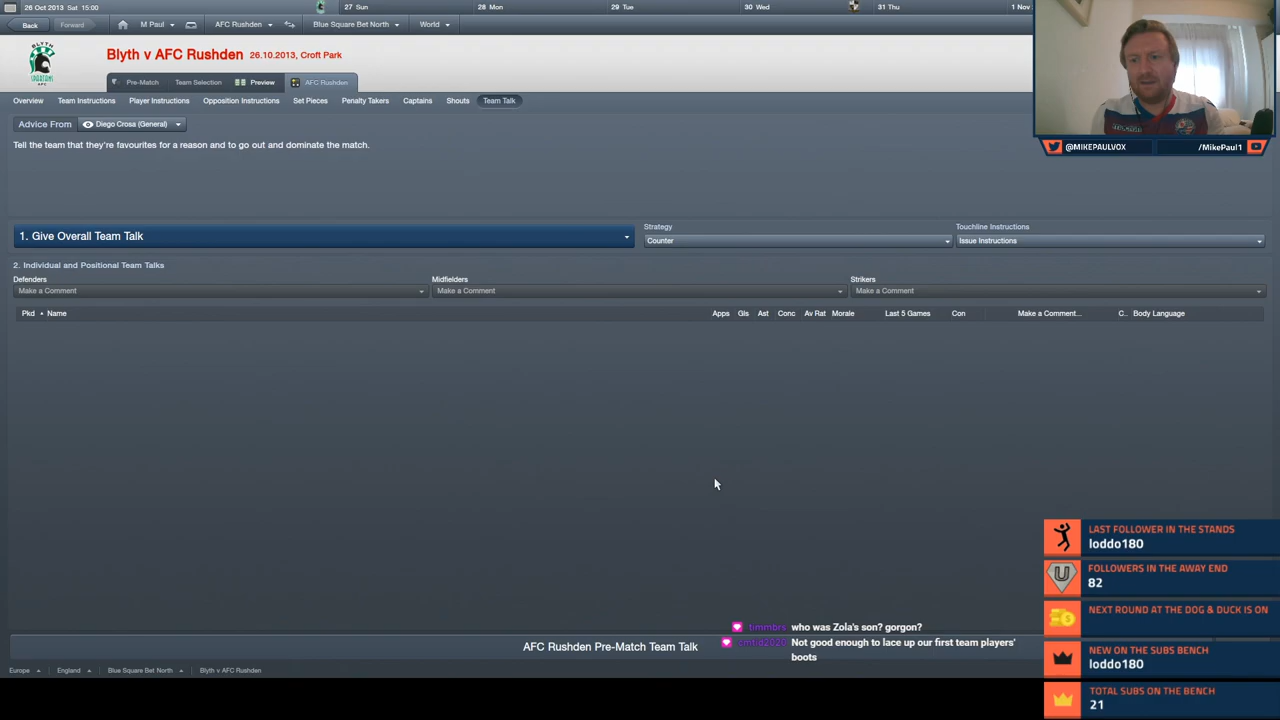 26 Oct 2013 Sat 15:00
27 Sun
28 Mon
29 Tue
30 Wed
31 Thu
1 Nov
Back
Forward
M Paul
AFC Rushden
Blue Square Bet North
World
BLYTH
SPARTANS
AFC
Blyth v AFC Rushden
26.10.2013, Croft Park
Pre-Match
Team Selection
Preview
AFC Rushden
Overview
Team Instructions
Player Instructions
Opposition Instructions
Set Pieces
Penalty Takers
Captains
Shouts
Team Talk
@MIKEPAULVOX
/MikePaul1
Advice From
Diego Crosa (General)
Tell the team that they're favourites for a reason and to go out and dominate the match.
1. Give Overall Team Talk
Strategy
Counter
Touchline Instructions
Issue Instructions
2. Individual and Positional Team Talks
Defenders
Make a Comment
Midfielders
Make a Comment
Strikers
Make a Comment
Pkd
Name
Apps
Gls
Ast
Conc
Av Rat
Morale
Last 5 Games
Con
Make a Comment...
C..
Body Language
LAST FOLLOWER IN THE STANDS
loddo180
FOLLOWERS IN THE AWAY END
82
NEXT ROUND AT THE DOG & DUCK IS ON
NEW ON THE SUBS BENCH
loddo180
TOTAL SUBS ON THE BENCH
21
timmbrs who was Zola's son? gorgon?
Not good enough to lace up our first team players'
boots
AFC Rushden Pre-Match Team Talk
Europe
England
Blue Square Bet North
Blyth v AFC Rushden